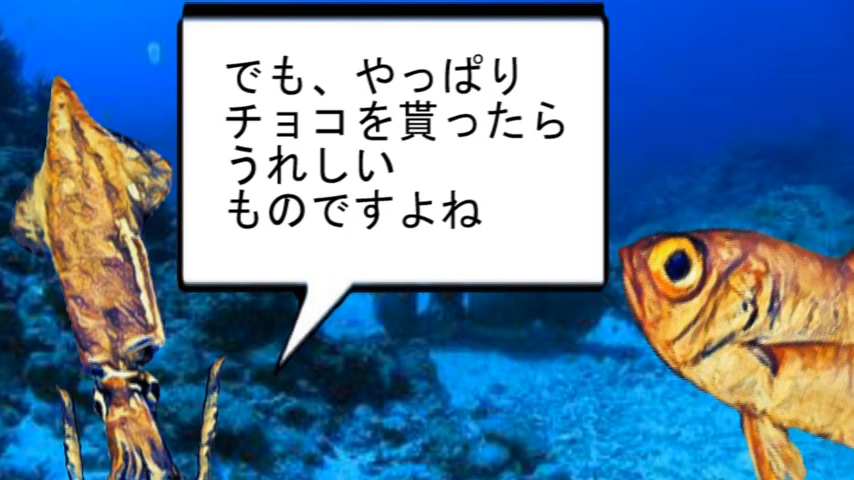 でも、やっぱり
チョコを貰ったら
うれしい
ものですよね